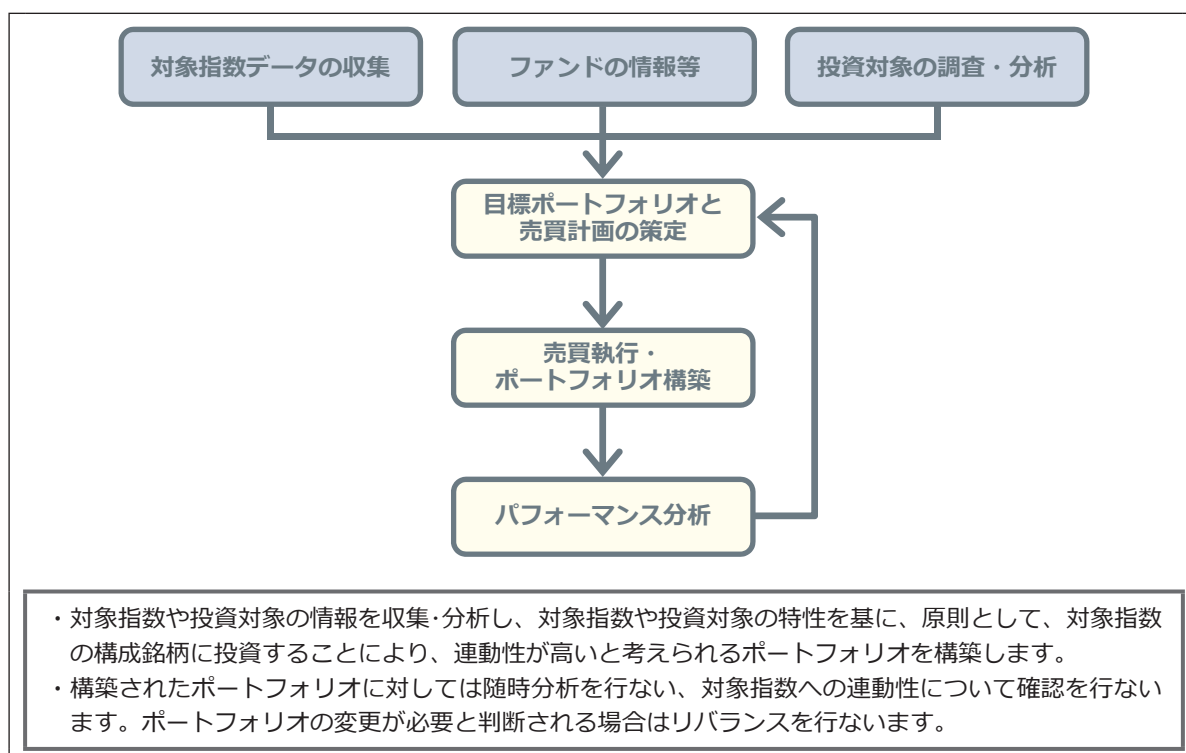 対象指数データの収集
ファンドの情報等
投資対象の調査・分析
目標ポートフォリオと
売買計画の策定
売買執行・
ポートフォリオ構築
パフォーマンス分析
・対象指数や投資対象の情報を収集･分析し、対象指数や投資対象の特性を基に、原則として、対象指数
の構成銘柄に投資することにより、連動性が高いと考えられるポートフォリオを構築します。
・構築されたポートフォリオに対しては随時分析を行ない、対象指数への連動性について確認を行ない
ます。ポートフォリオの変更が必要と判断される場合はリバランスを行ないます。